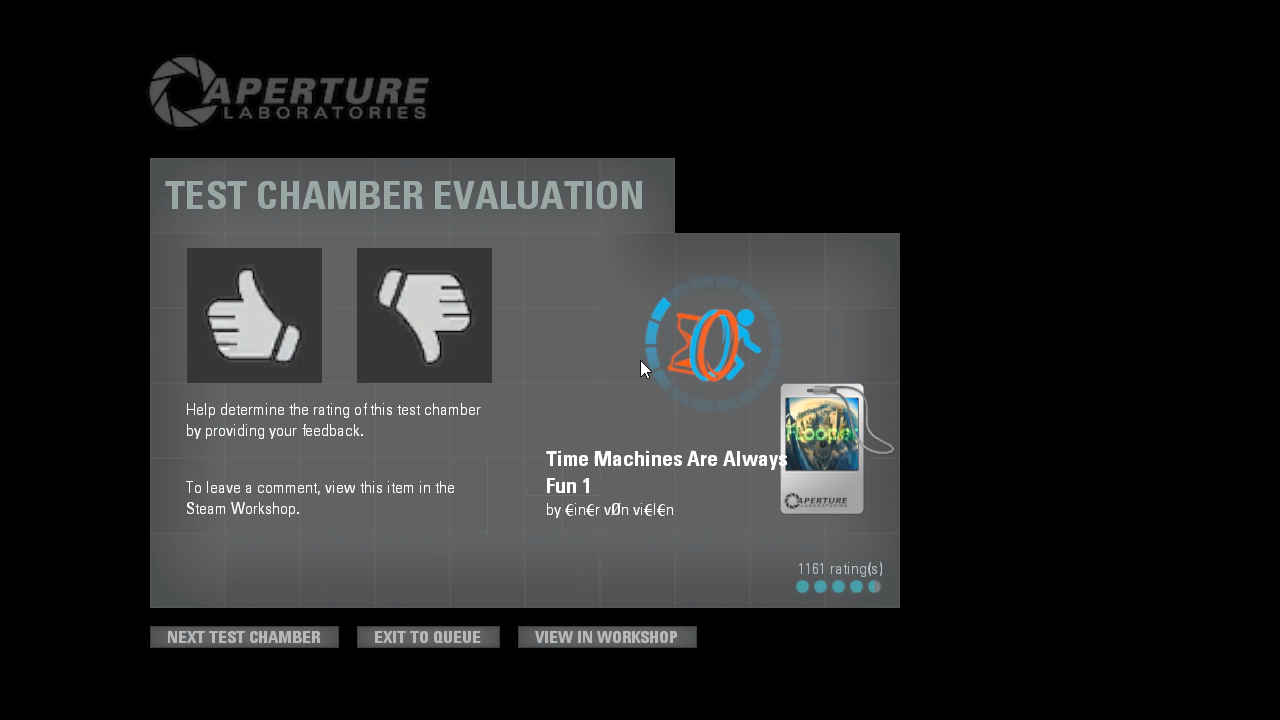 APERTURE
LABORATORIES
TEST CHAMBER EVALUATION
Help determine the rating of this test chamber
by providing your feedback.
To leave a comment, view this item in the
Steam Workshop.
Flooder
Time Machines Are Always
Fun 1
by €in€r vØn vi€l€n
APERTURE
1161 rating(s)
NEXT TEST CHAMBER
EXIT TO QUEUE
VIEW IN WORKSHOP